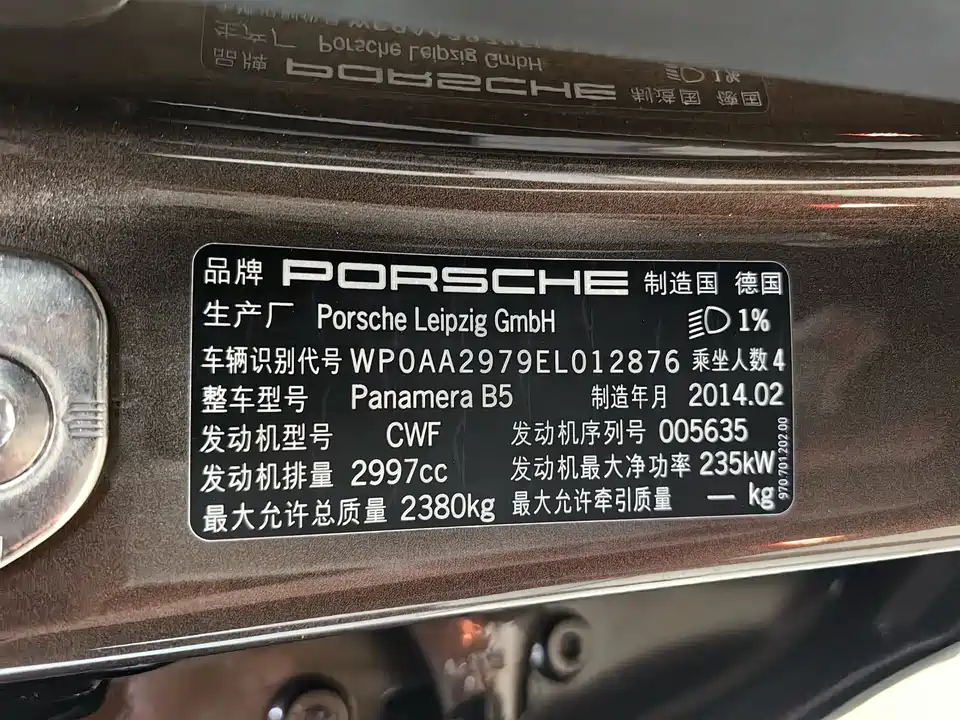 品牌 PORSCHE 制造国 德国
生产厂 Porsche Leipzig GmbH 1%
车辆识别代号 WP0AA2979EL012876 乘坐人数 4
整车型号 Panamera B5 制造年月 2014.02
发动机型号 CWF 发动机序列号 005635
发动机排量 2997cc 发动机最大净功率 235kW
最大允许总质量 2380kg 最大允许牵引质量 — kg
970.701.202.00